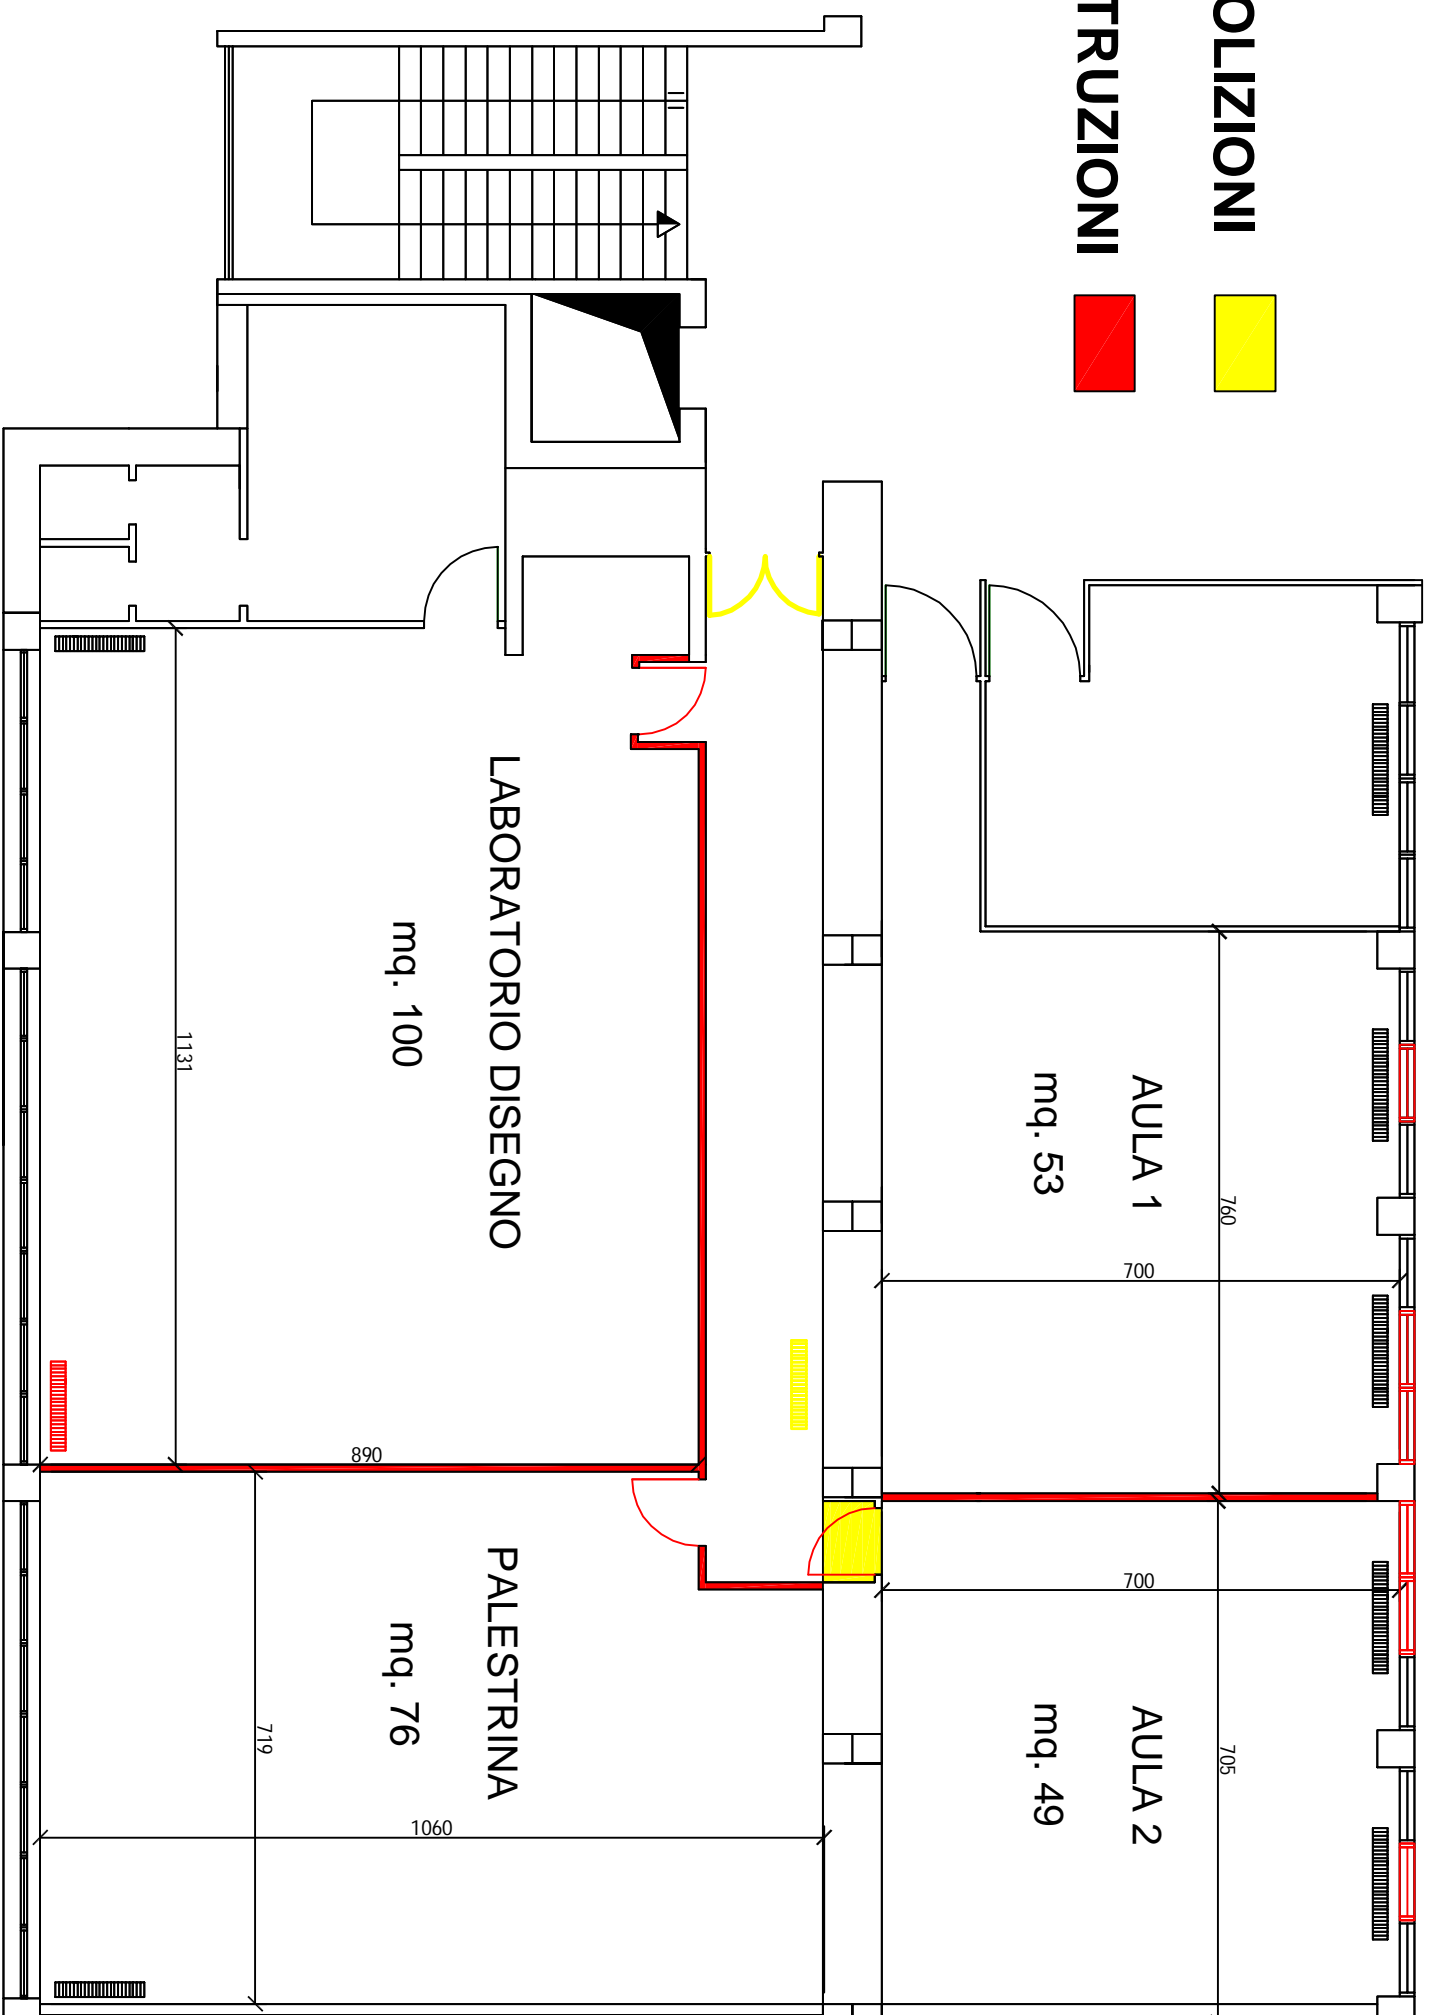 OLIZIONI
TRUZIONI
AULA 1
mq. 53
760
700
AULA 2
mq. 49
705
700
LABORATORIO DISEGNO
mq. 100
1131
890
PALESTRINA
mq. 76
719
1060